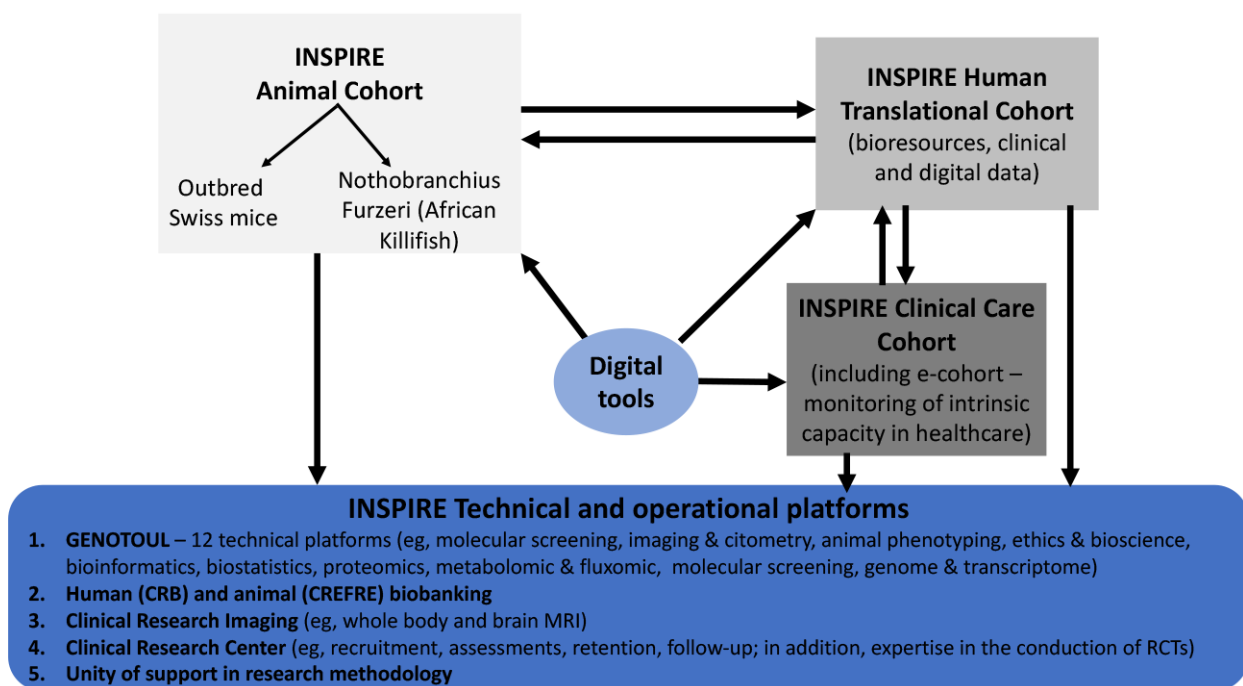 INSPIRE
Animal Cohort
Outbred
Swiss mice
Nothobranchius
Furzeri (African
Killifish)
INSPIRE Human
Translational Cohort
(bioresources, clinical
and digital data)
INSPIRE Clinical Care
Cohort
(including e-cohort –
monitoring of intrinsic
capacity in healthcare)
Digital
tools
INSPIRE Technical and operational platforms
1. GENOTOUL – 12 technical platforms (eg, molecular screening, imaging & citometry, animal phenotyping, ethics & bioscience,
bioinformatics, biostatistics, proteomics, metabolomic & fluxomic, molecular screening, genome & transcriptome)
2. Human (CRB) and animal (CREFRE) biobanking
3. Clinical Research Imaging (eg, whole body and brain MRI)
4. Clinical Research Center (eg, recruitment, assessments, retention, follow-up; in addition, expertise in the conduction of RCTs)
5. Unity of support in research methodology